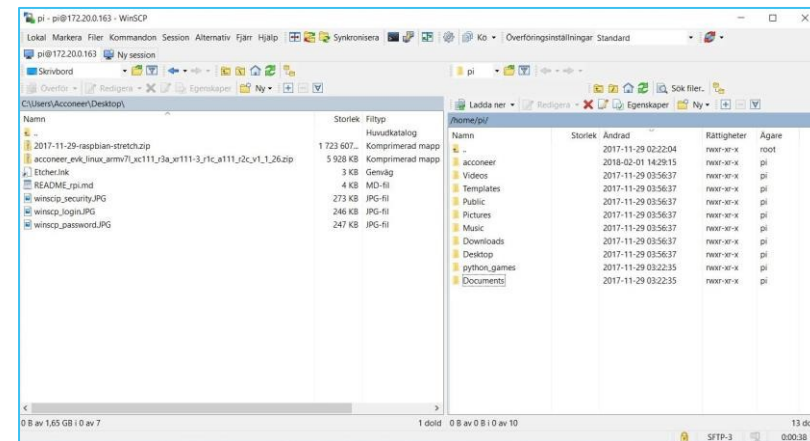 pi - pi@172.20.0.163 - WinSCP
Lokal Markera Filer Kommandon Session Alternativ Fjärr Hjälp Synkronisera Kö Överföringsinställningar Standard
pi@172.20.0.163 Ny session
Skrivbord
Överför Redigera Egenskaper Ny
C:\Users\Acconeer\Desktop\
Namn Storlek Filtyp
.. Huvudkatalog
2017-11-29-raspbian-stretch.zip 1 723 607... Komprimerad mapp
acconeer_evk_linux_armv7l_xc111_r3a_xr111-3_r1c_a111_r2c_v1_1_26.zip 5 928 KB Komprimerad mapp
Etcher.lnk 3 KB Genväg
README_rpi.md 4 KB MD-fil
winscip_security.JPG 273 KB JPG-fil
winscp_login.JPG 246 KB JPG-fil
winscp_password.JPG 247 KB JPG-fil
0 B av 1,65 GB i 0 av 7 1 dold
pi
Sök filer..
Ladda ner Redigera Egenskaper Ny
/home/pi/
Namn Storlek Ändrad Rättigheter Ägare
.. 2017-11-29 02:22:04 rwxr-xr-x root
acconeer 2018-02-01 14:29:15 rwxr-xr-x pi
Videos 2017-11-29 03:56:37 rwxr-xr-x pi
Templates 2017-11-29 03:56:37 rwxr-xr-x pi
Public 2017-11-29 03:56:37 rwxr-xr-x pi
Pictures 2017-11-29 03:56:37 rwxr-xr-x pi
Music 2017-11-29 03:56:37 rwxr-xr-x pi
Downloads 2017-11-29 03:56:37 rwxr-xr-x pi
Desktop 2017-11-29 03:56:37 rwxr-xr-x pi
python_games 2017-11-29 03:22:35 rwxr-xr-x pi
Documents 2017-11-29 03:22:35 rwxr-xr-x pi
0 B av 0 B i 0 av 10 13 do
SFTP-3 0:00:38